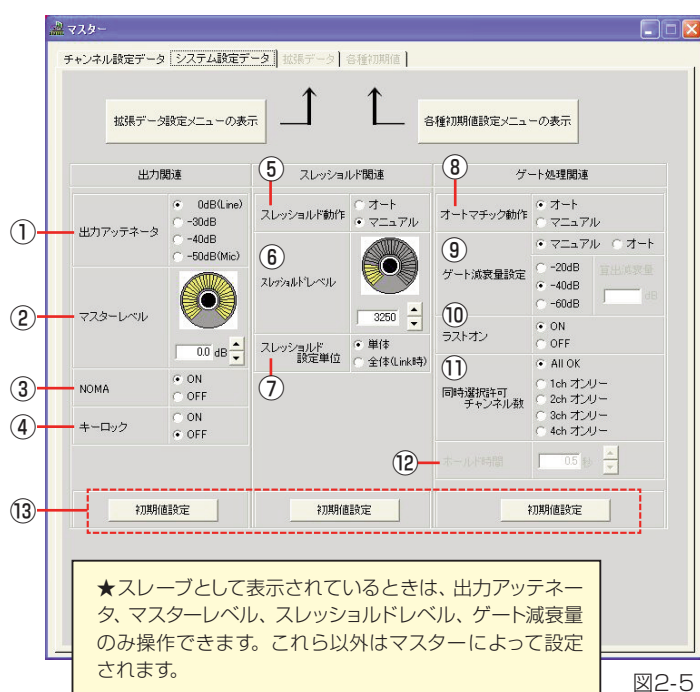 マスター
チャンネル設定データ システム設定データ 拡張データ 各種初期値
拡張データ設定メニューの表示
各種初期値設定メニューの表示
出力関連
① 出力アッテネータ
0dB(Line)
-30dB
-40dB
-50dB(Mic)
② マスターレベル
0.0 dB
③ NOMA
ON
OFF
④ キーロック
ON
OFF
⑤ スレッショルド関連
スレッショルド動作
オート
マニュアル
⑥
スレッショルドレベル
3250
スレッショルド
設定単位
単体
全体(Link時)
⑦
⑧ ゲート処理関連
オートマチック動作
オート
マニュアル
⑨
ゲート減衰量設定
マニュアル オート
-20dB
-40dB
-60dB
算出減衰量
dB
⑩
ラストオン
ON
OFF
⑪
同時選択許可
チャンネル数
All OK
1ch オンリー
2ch オンリー
3ch オンリー
4ch オンリー
⑫ ホールド時間 0.5 秒
⑬ 初期値設定 初期値設定 初期値設定
★スレーブとして表示されているときは、出力アッテネー
タ、マスターレベル、スレッショルドレベル、ゲート減衰量
のみ操作できます。これら以外はマスターによって設定
されます。
図2-5